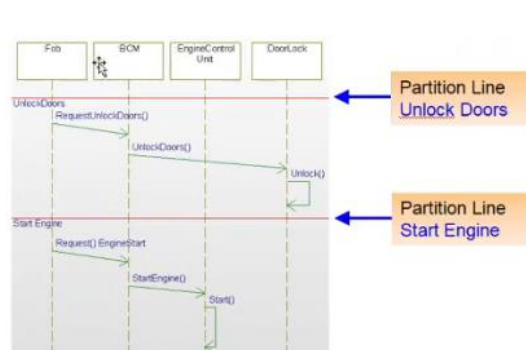 Fob
BCM
EngineControl
Unit
DoorLock
Partition Line
Unlock Doors
UnlockDoors
RequestUnlockDoors()
UnlockDoors()
Unlock()
Partition Line
Start Engine
Start Engine
Request() EngineStart
StartEngine()
Start()